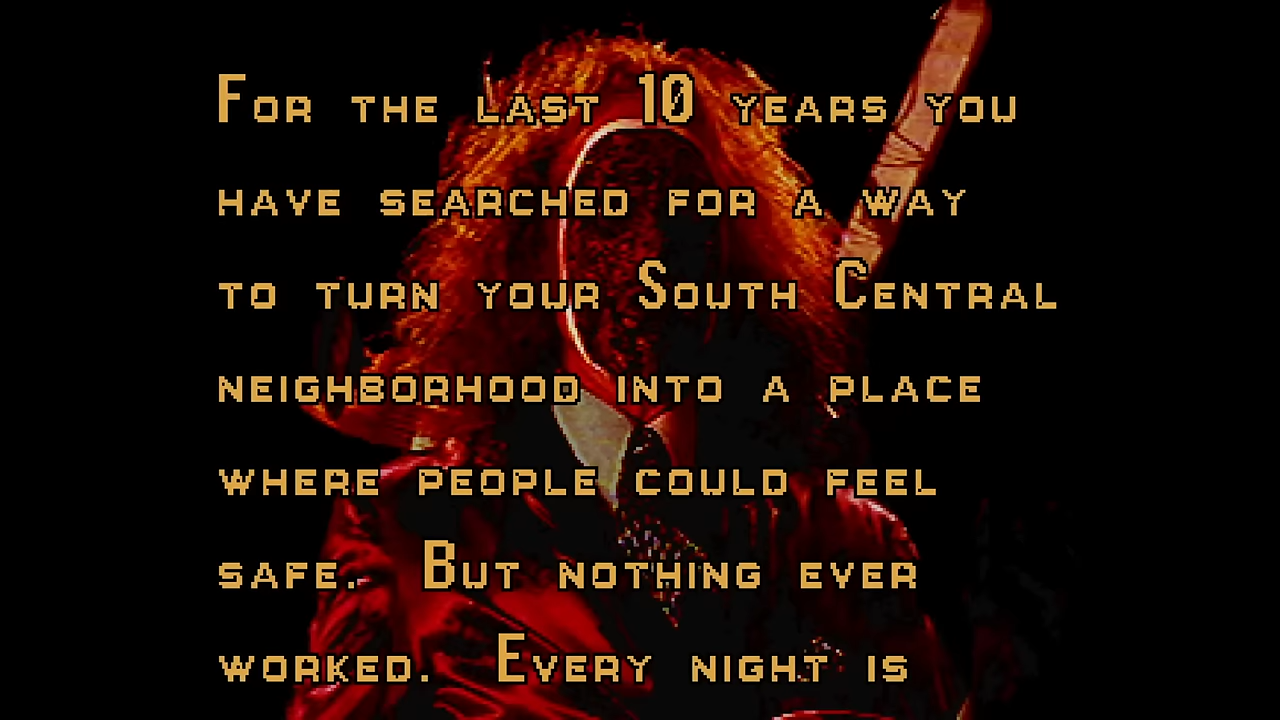 For the last 10 years you
have searched for a way
to turn your South Central
neighborhood into a place
where people could feel
safe. But nothing ever
worked. Every night is